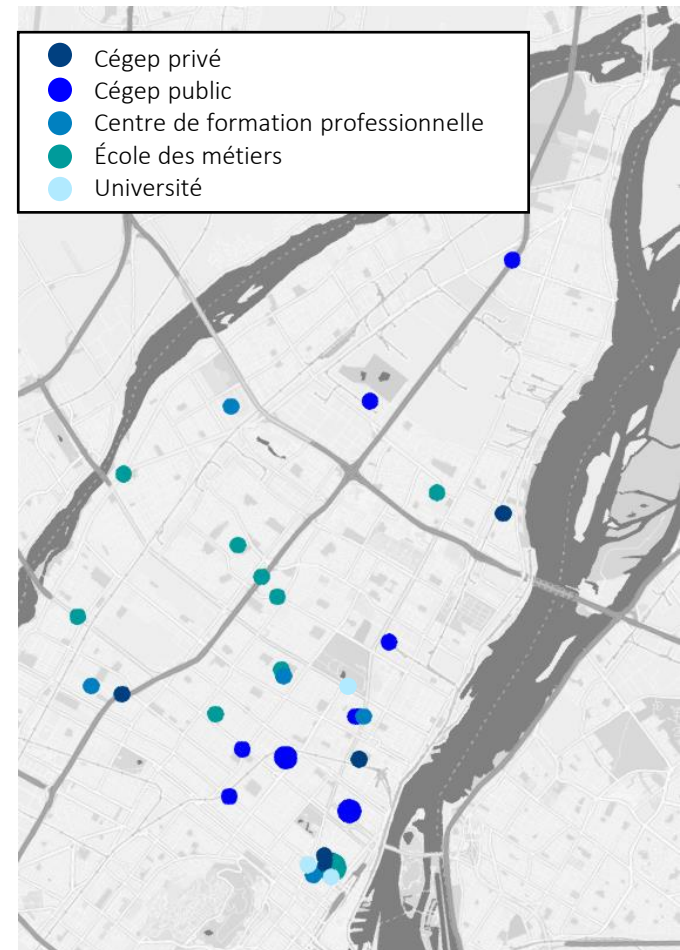 Cégep privé
Cégep public
Centre de formation professionnelle
École des métiers
Université